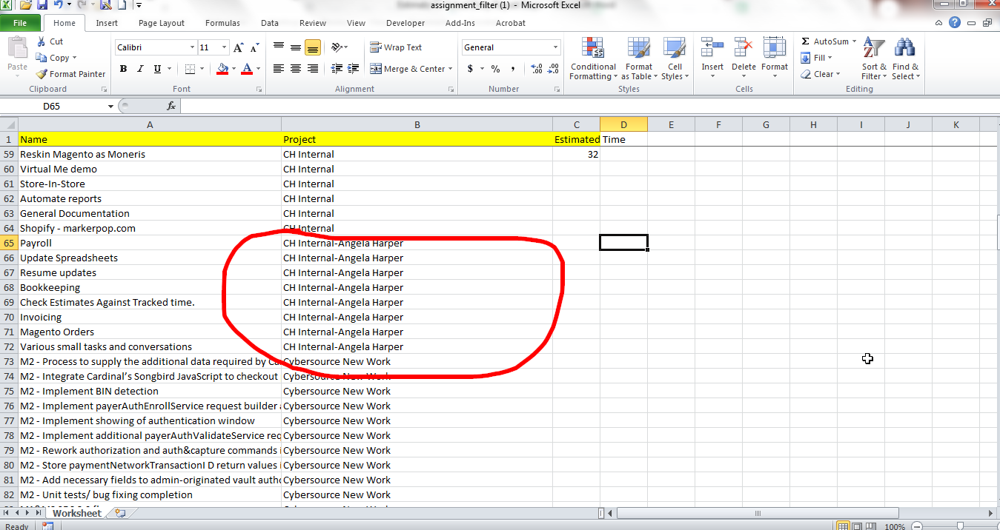 assignment_filter (1) - Microsoft Excel
File Home Insert Page Layout Formulas Data Review View Developer Add-Ins Acrobat
Paste Cut Copy Format Painter
Calibri 11 A A
B I U A
Wrap Text Merge & Center
General $ % ,
Conditional Formatting Format as Table Cell Styles
Insert Delete Format
Σ AutoSum Fill Clear Sort & Filter Find & Select
Clipboard Font Alignment Number Styles Cells Editing
D65 fx
A B C D E F G H I J K
1 Name Project Estimated Time
59 Reskin Magento as Moneris CH Internal 32
60 Virtual Me demo CH Internal
61 Store-In-Store CH Internal
62 Automate reports CH Internal
63 General Documentation CH Internal
64 Shopify - markerpop.com CH Internal
65 Payroll CH Internal-Angela Harper
66 Update Spreadsheets CH Internal-Angela Harper
67 Resume updates CH Internal-Angela Harper
68 Bookkeeping CH Internal-Angela Harper
69 Check Estimates Against Tracked time. CH Internal-Angela Harper
70 Invoicing CH Internal-Angela Harper
71 Magento Orders CH Internal-Angela Harper
72 Various small tasks and conversations CH Internal-Angela Harper
73 M2 - Process to supply the additional data required by Ca Cybersource New Work
74 M2 - Integrate Cardinal’s Songbird JavaScript to checkout Cybersource New Work
75 M2 - Implement BIN detection Cybersource New Work
76 M2 - Implement payerAuthEnrollService request builder Cybersource New Work
77 M2 - Implement showing of authentication window Cybersource New Work
78 M2 - Implement additional payerAuthValidateService req Cybersource New Work
79 M2 - Rework authorization and auth&capture commands Cybersource New Work
80 M2 - Store paymentNetworkTransactionI D return values Cybersource New Work
81 M2 - Add necessary fields to admin-originated vault autho Cybersource New Work
82 M2 - Unit tests/ bug fixing completion Cybersource New Work
Worksheet
Ready 100%